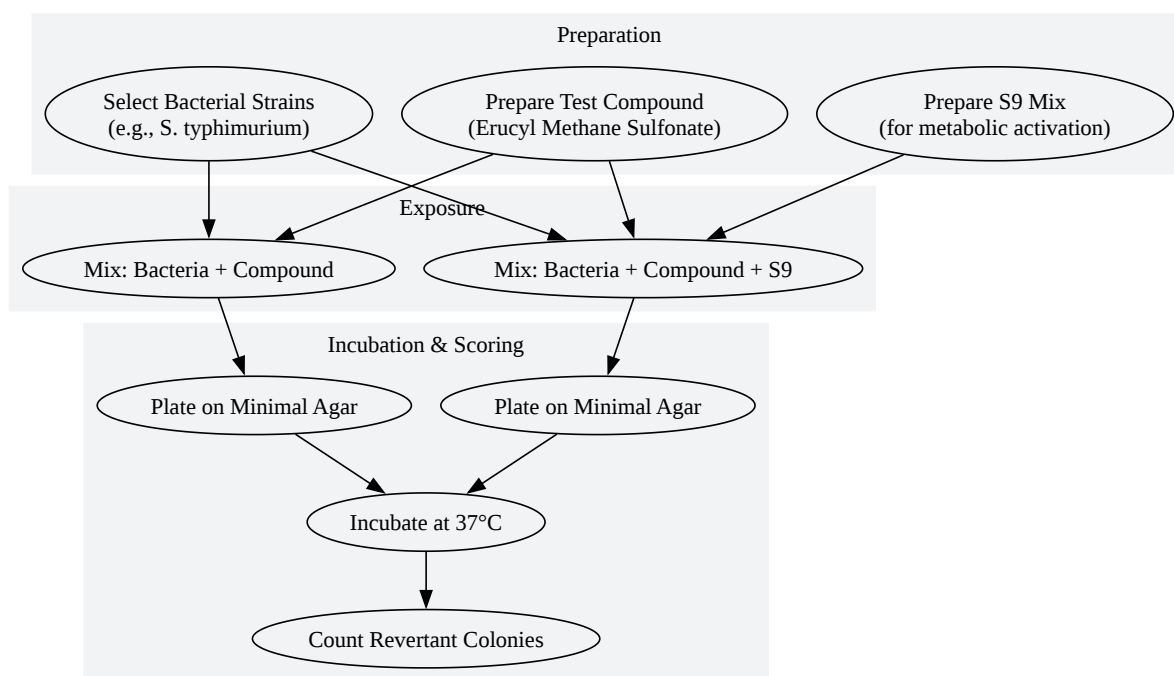 Preparation
Select Bacterial Strains
(e.g., S. typhimurium)
Prepare Test Compound
(Erucyl Methane Sulfonate)
Prepare S9 Mix
(for metabolic activation)
Exposure
Mix: Bacteria + Compound
Mix: Bacteria + Compound + S9
Incubation & Scoring
Plate on Minimal Agar
Plate on Minimal Agar
Incubate at 37°C
Count Revertant Colonies